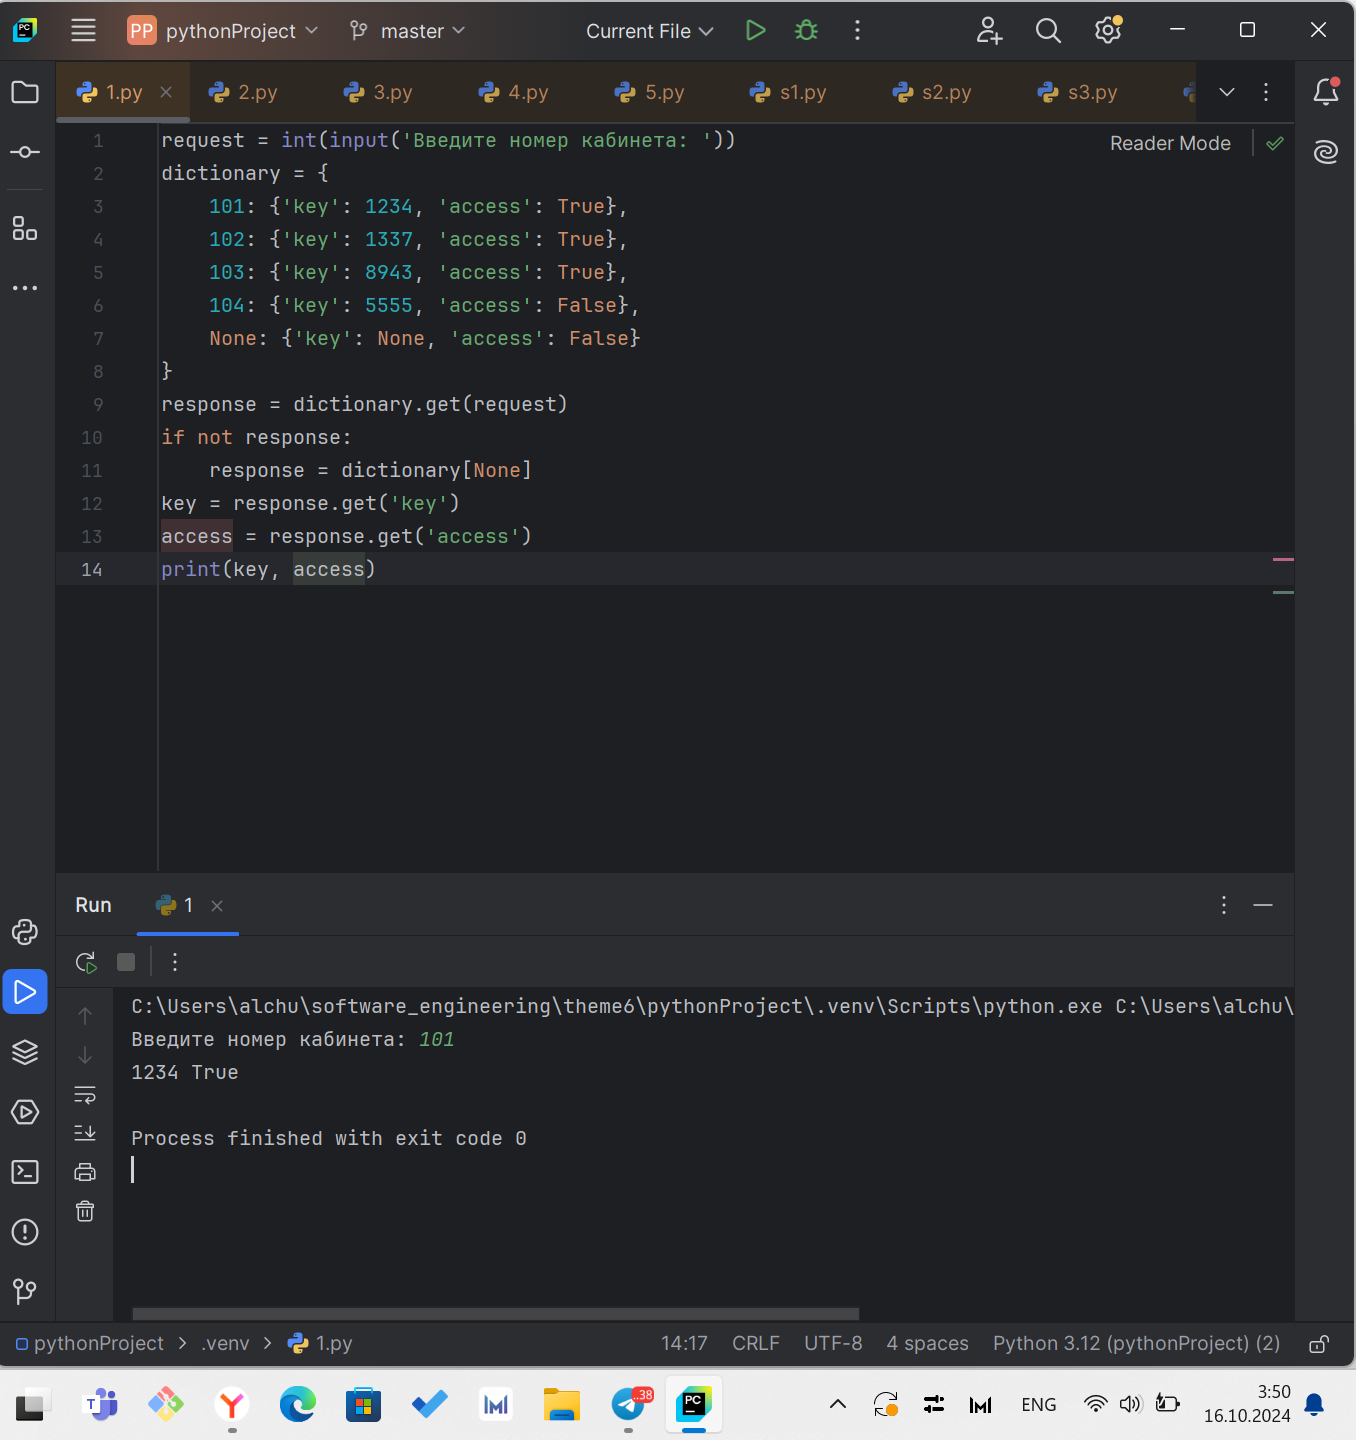 PC PP pythonProject master Current File
1.py 2.py 3.py 4.py 5.py s1.py s2.py s3.py
Reader Mode
1 request = int(input('Введите номер кабинета: '))
2 dictionary = {
3     101: {'key': 1234, 'access': True},
4     102: {'key': 1337, 'access': True},
5     103: {'key': 8943, 'access': True},
6     104: {'key': 5555, 'access': False},
7     None: {'key': None, 'access': False}
8 }
9 response = dictionary.get(request)
10 if not response:
11     response = dictionary[None]
12 key = response.get('key')
13 access = response.get('access')
14 print(key, access)
Run 1
C:\Users\alchu\software_engineering\theme6\pythonProject\.venv\Scripts\python.exe C:\Users\alchu\
Введите номер кабинета: 101
1234 True
Process finished with exit code 0
pythonProject > .venv > 1.py 14:17 CRLF UTF-8 4 spaces Python 3.12 (pythonProject) (2)
T Y ..38 PC ENG 3:50
16.10.2024